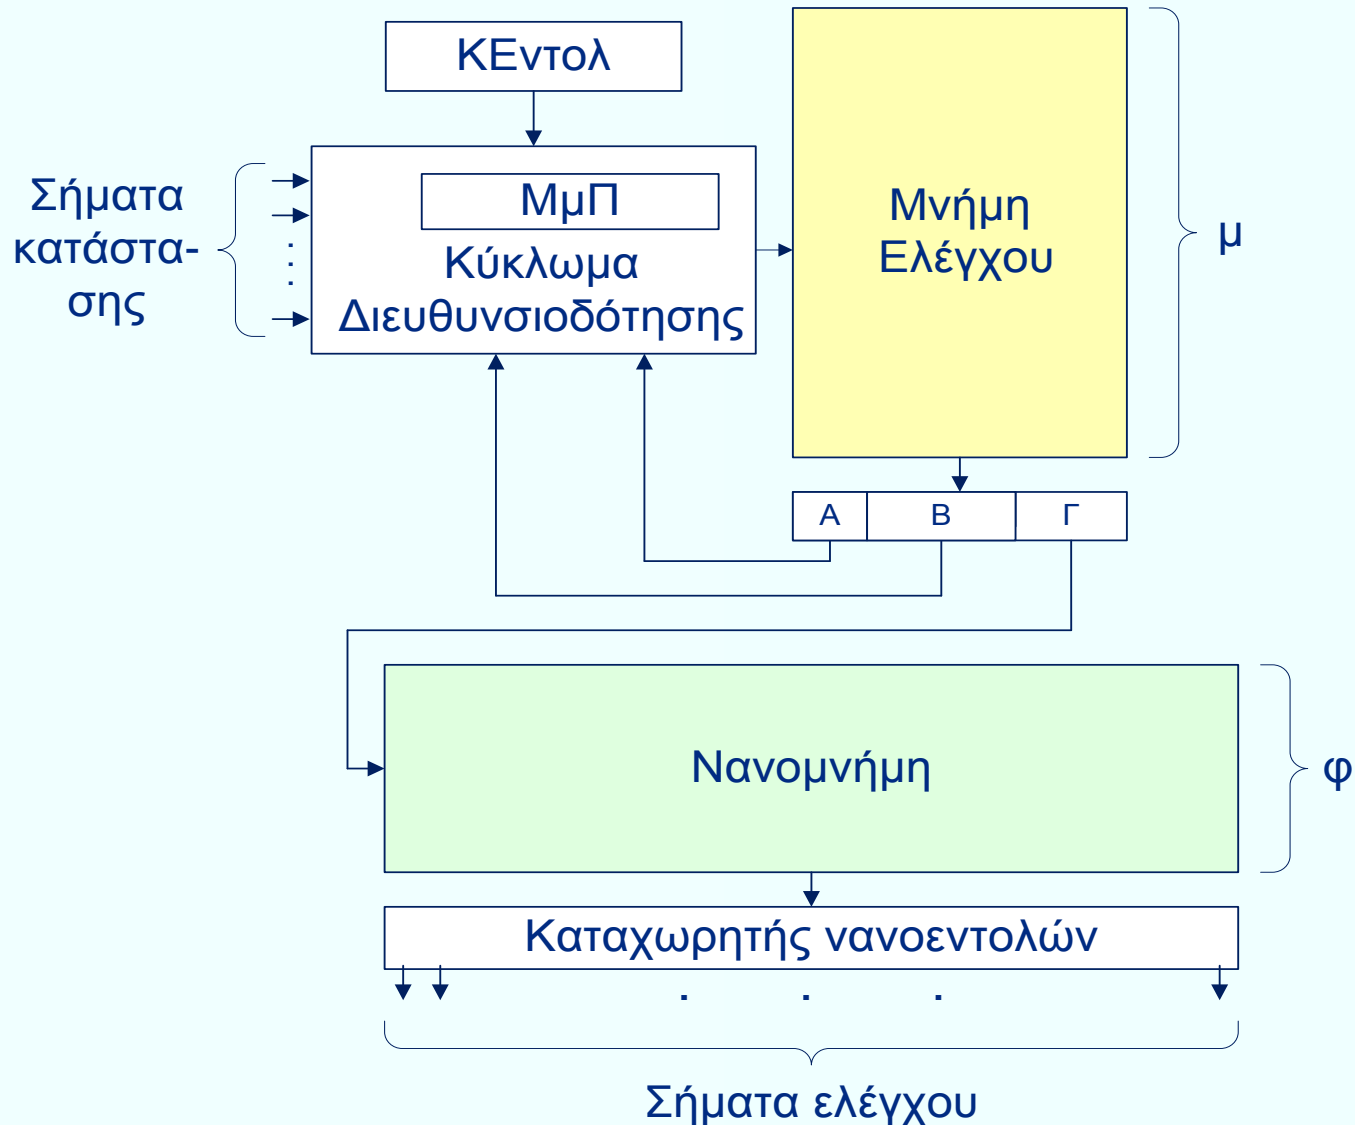 ΚΕντολ
Σήματα
κατάστα-
σης
ΜμΠ
Κύκλωμα
Διευθυνσιοδότησης
Μνήμη
Ελέγχου
μ
Α Β Γ
Νανομνήμη
φ
Καταχωρητής νανοεντολών
. . .
Σήματα ελέγχου